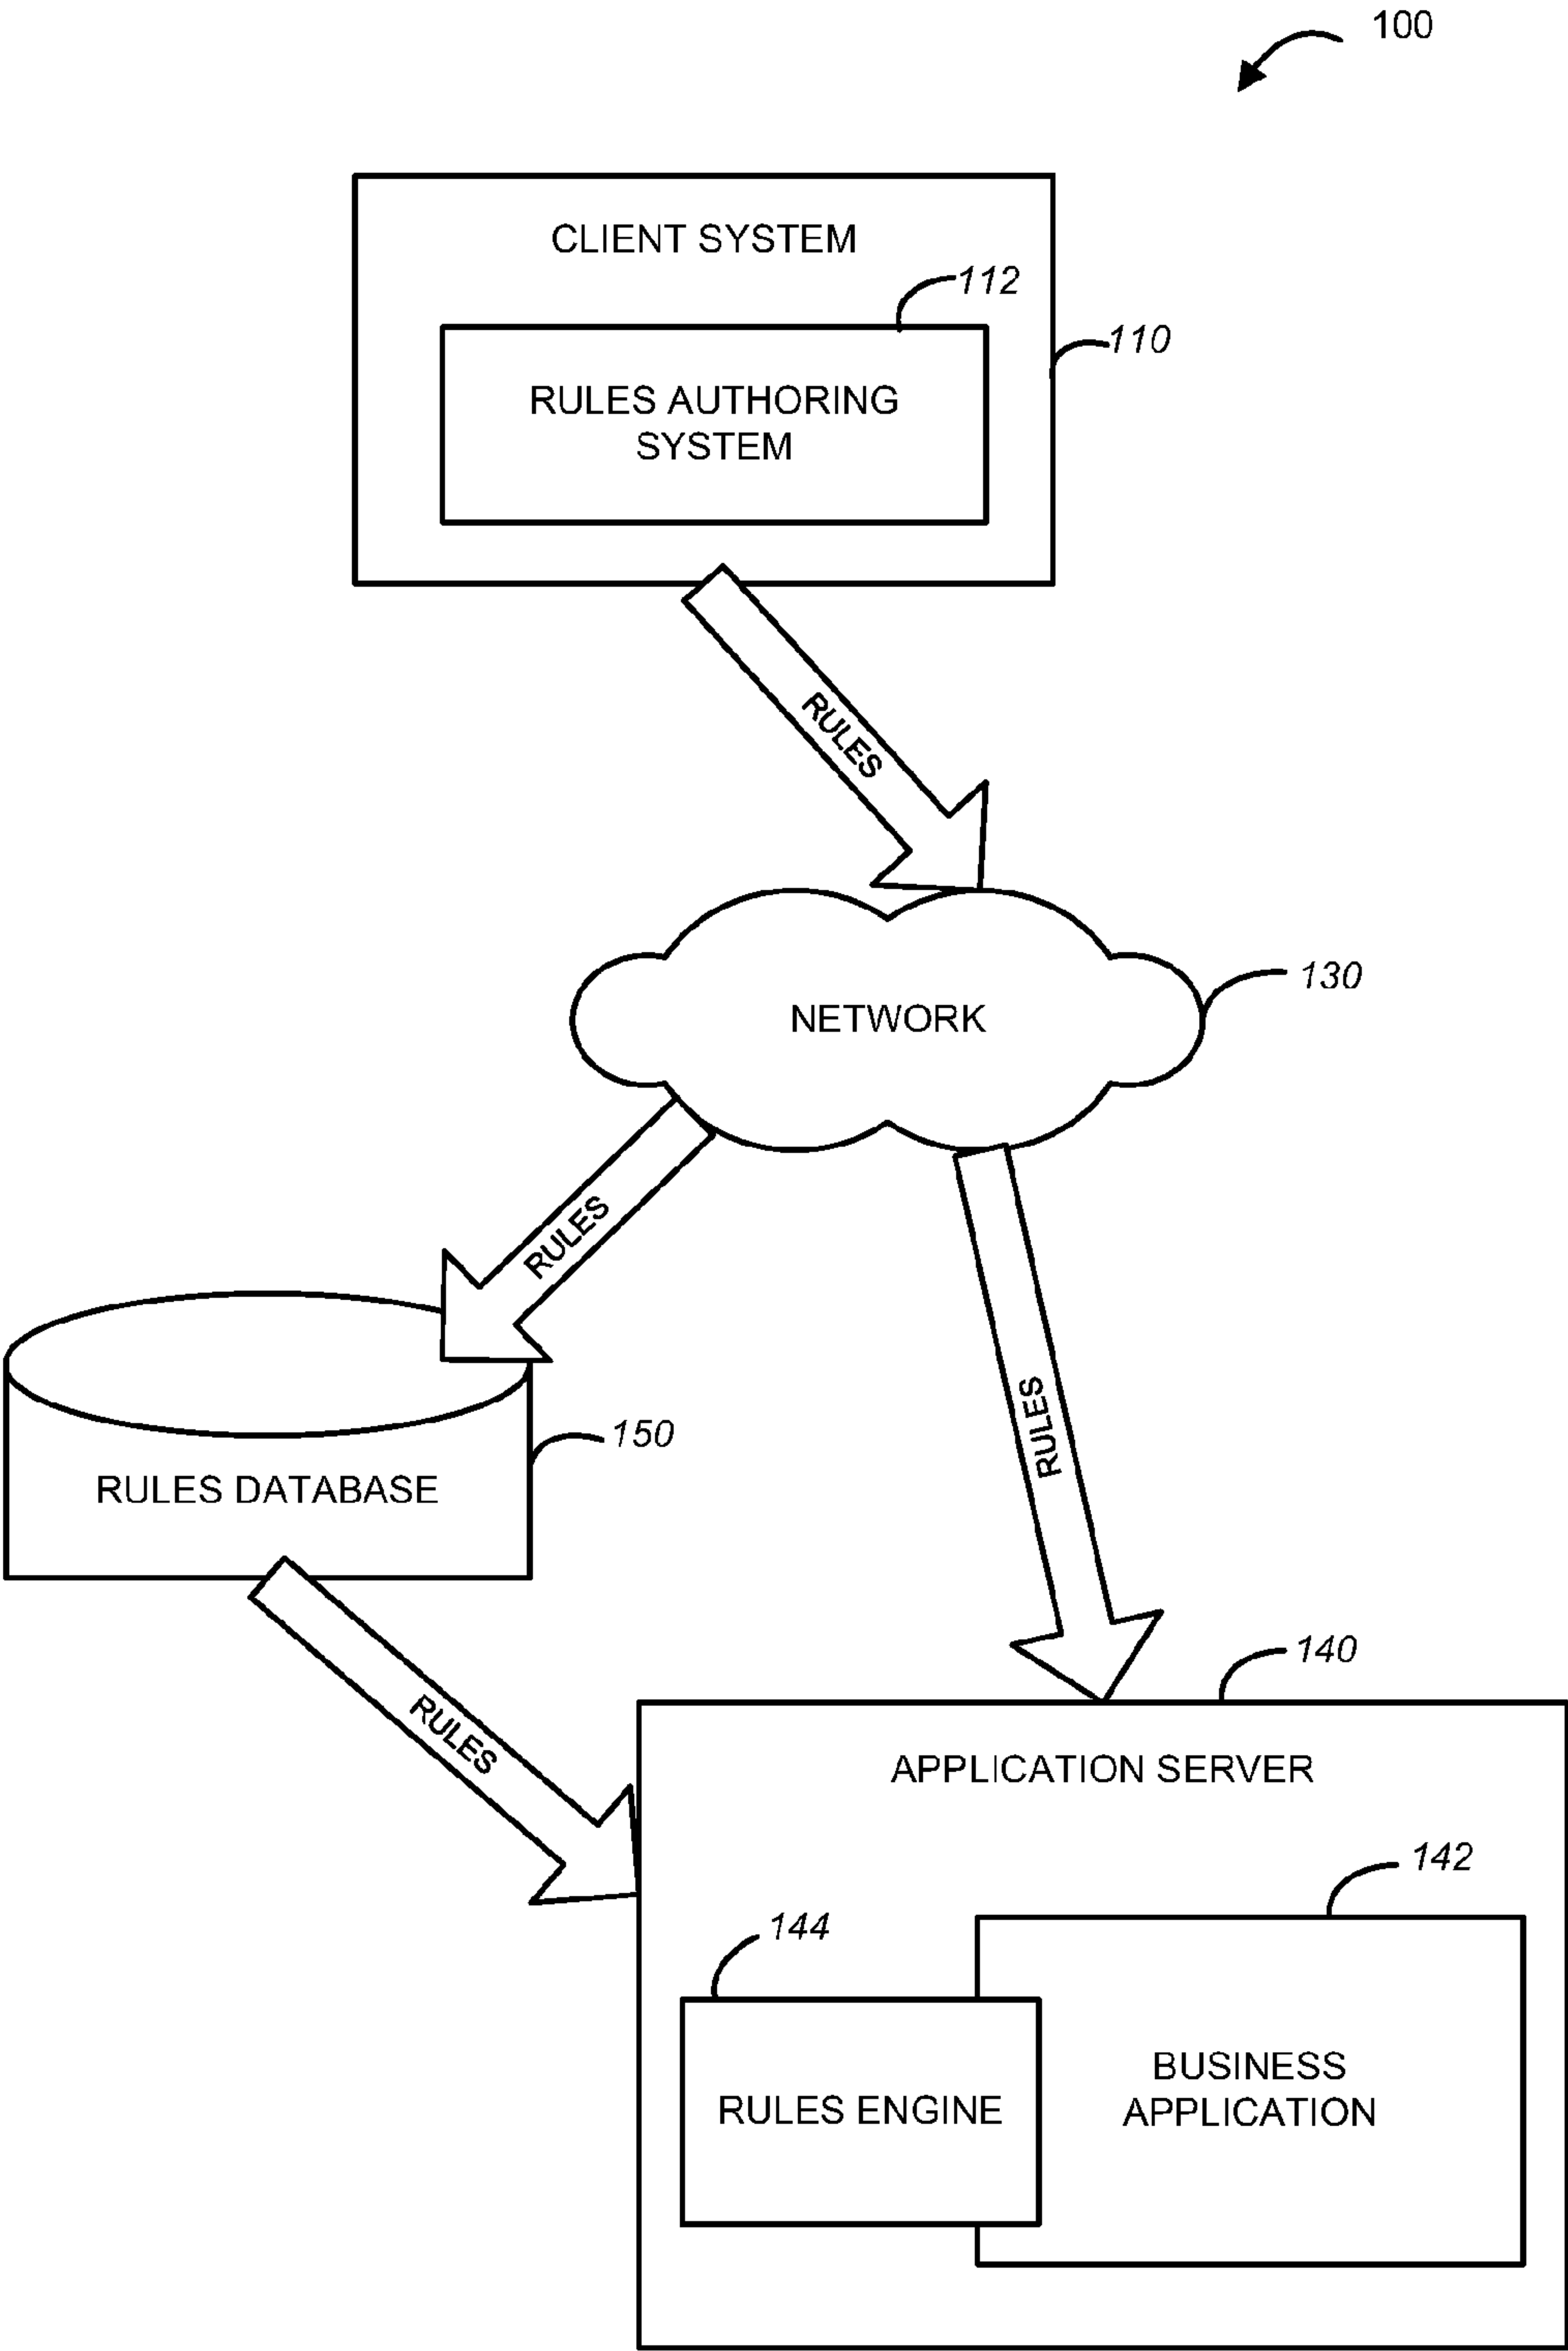 100
CLIENT SYSTEM
112
110
RULES AUTHORING
SYSTEM
RULES
130
NETWORK
RULES
RULES
150
RULES DATABASE
RULES
140
APPLICATION SERVER
142
144
BUSINESS
APPLICATION
RULES ENGINE